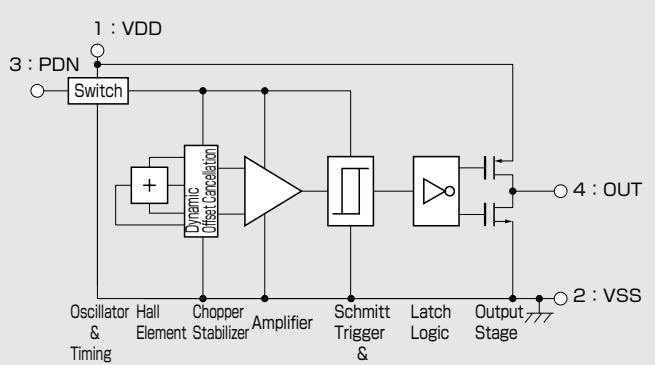 1 : VDD
3 : PDN
Switch
Dynamic
Offset Cancellation
4 : OUT
2 : VSS
Oscillator
&
Timing
Hall
Element
Chopper
Stabilizer
Amplifier
Schmitt
Trigger
&
Latch
Logic
Output
Stage